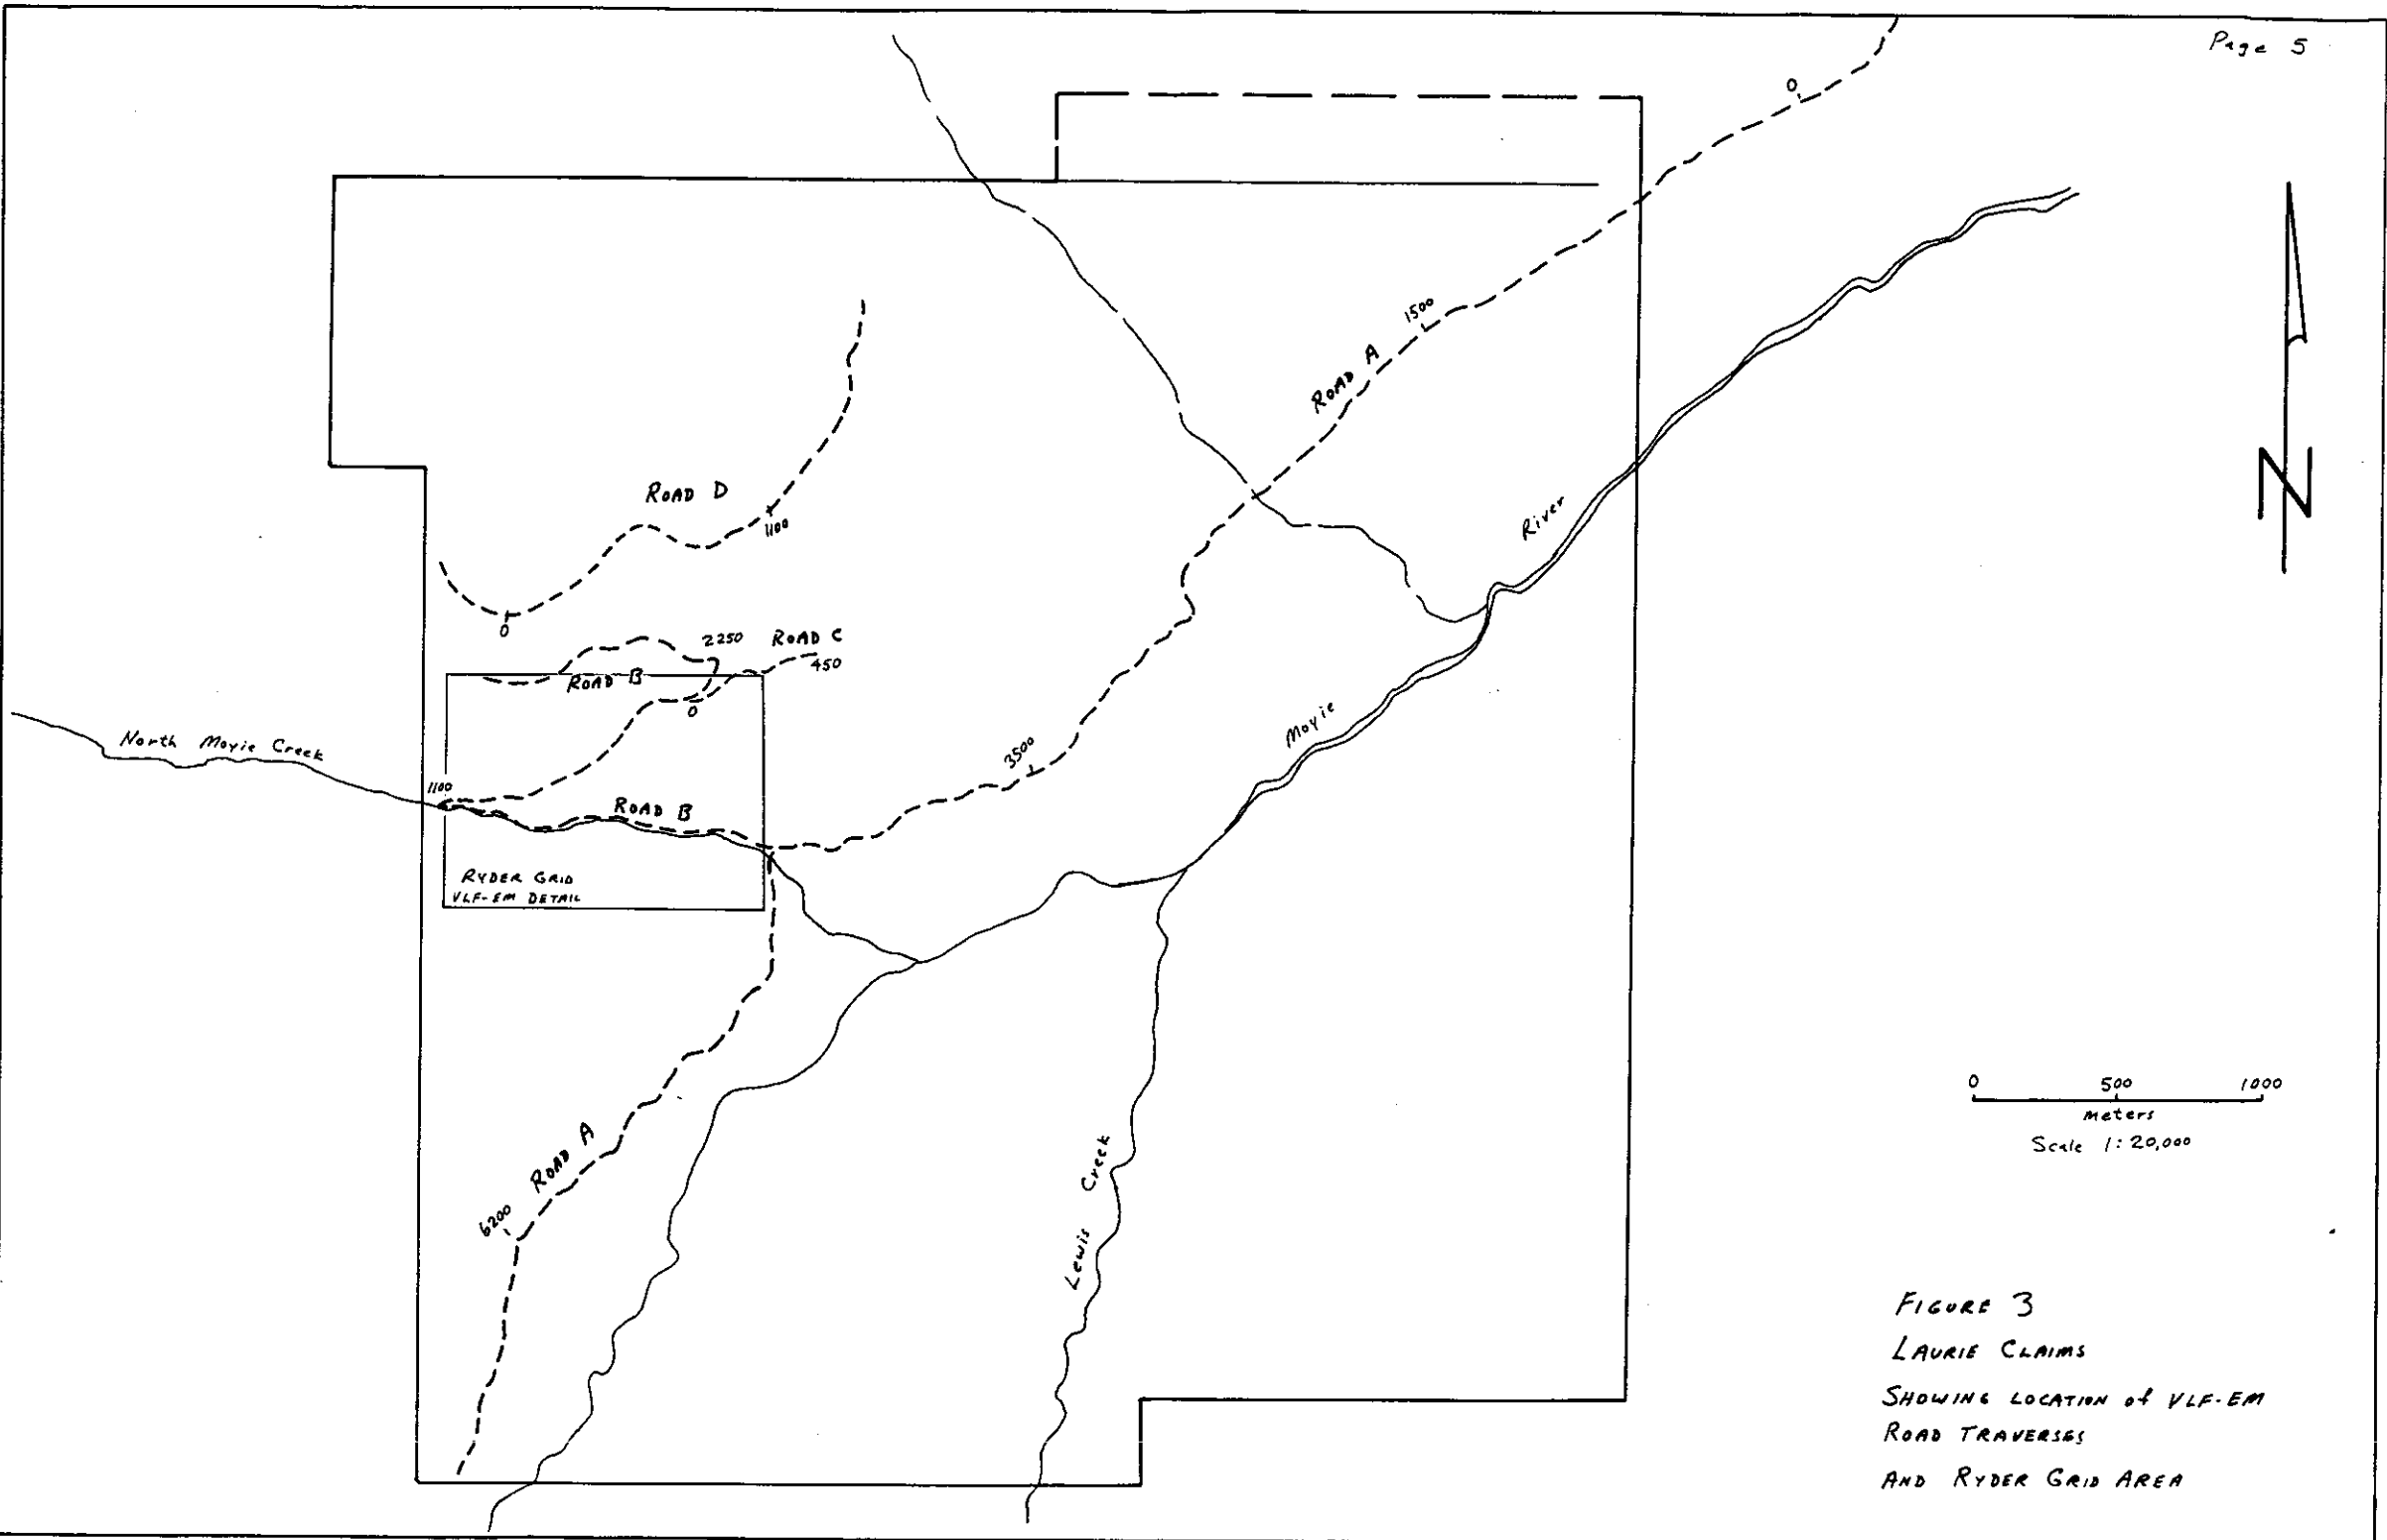 Page 5
0
1500
ROAD A
ROAD D
1100
River
0
2250 ROAD C
450
ROAD B
0
Moyie
North Moyie Creek
3500
1100
ROAD B
RYDER GRID
VLF-EM DETAIL
N
0 500 1000
meters
Scale 1:20,000
ROAD A
6200
Lewis Creek
FIGURE 3
LAURIE CLAIMS
SHOWING LOCATION of VLF-EM
ROAD TRAVERSES
AND RYDER GRID AREA